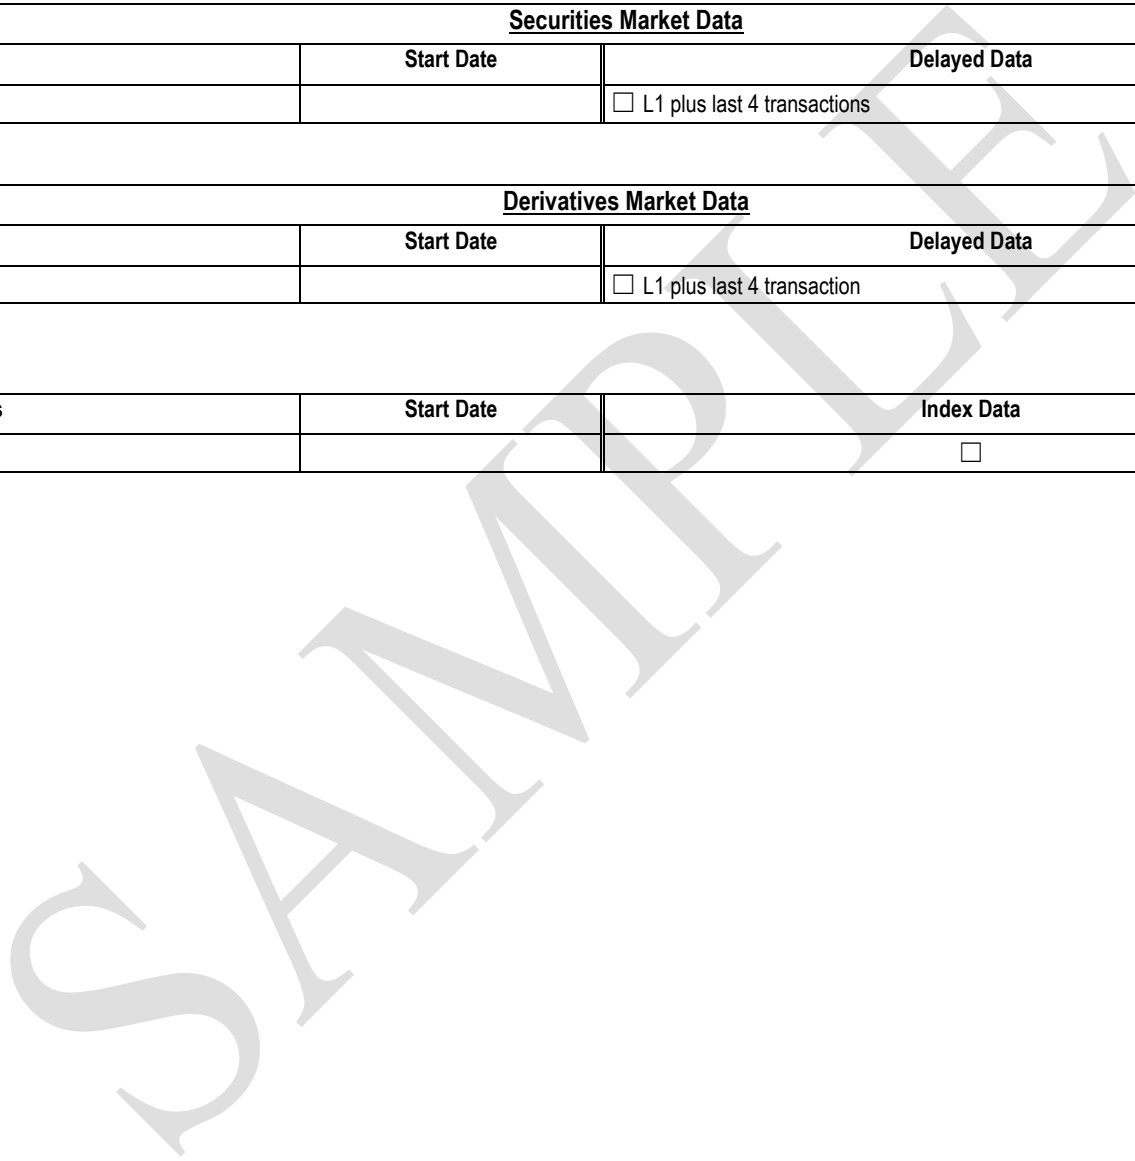 Securities Market Data
Start Date Delayed Data
☐ L1 plus last 4 transactions
Derivatives Market Data
Start Date Delayed Data
☐ L1 plus last 4 transaction
s Start Date Index Data
☐
SAMPLE